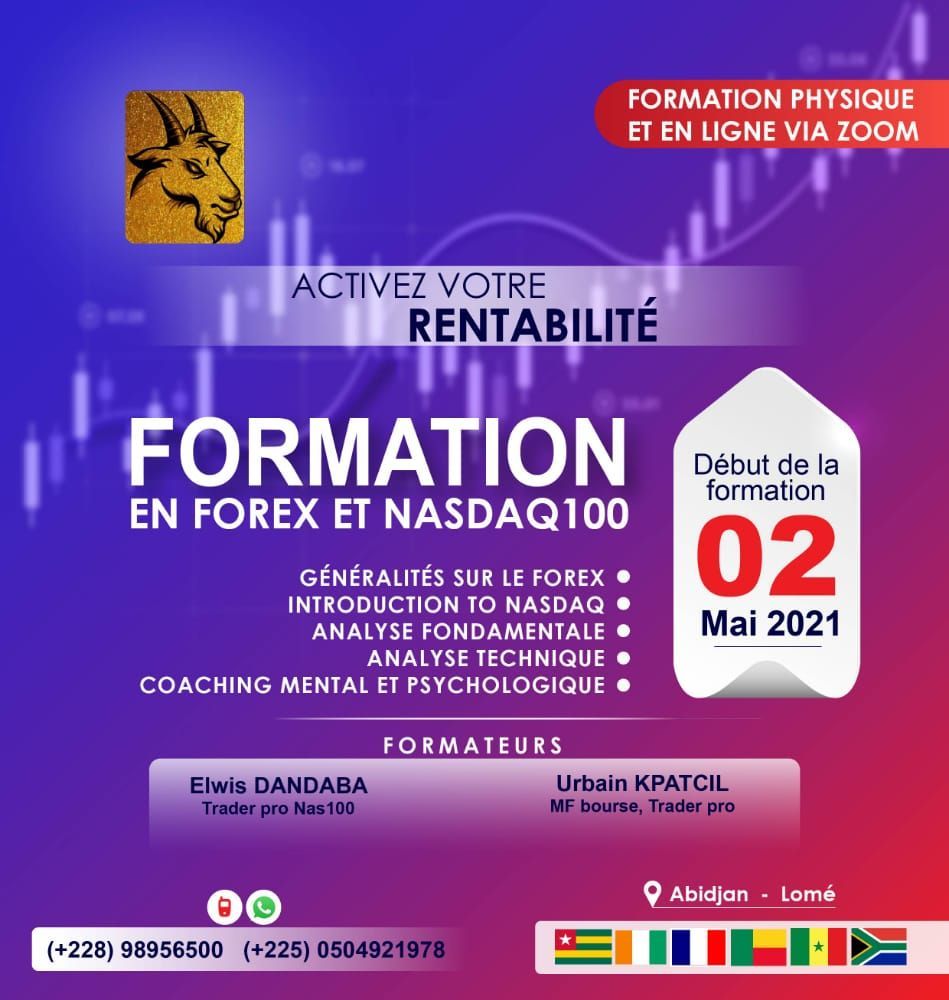 FORMATION PHYSIQUE
ET EN LIGNE VIA ZOOM
ACTIVEZ VOTRE
RENTABILITÉ
FORMATION
EN FOREX ET NASDAQ100
GÉNÉRALITÉS SUR LE FOREX
INTRODUCTION TO NASDAQ
ANALYSE FONDAMENTALE
ANALYSE TECHNIQUE
COACHING MENTAL ET PSYCHOLOGIQUE
Début de la
formation
02
Mai 2021
FORMATEURS
Elwis DANDABA
Trader pro Nas100
Urbain KPATCIL
MF bourse, Trader pro
Abidjan - Lomé
(+228) 98956500 (+225) 0504921978